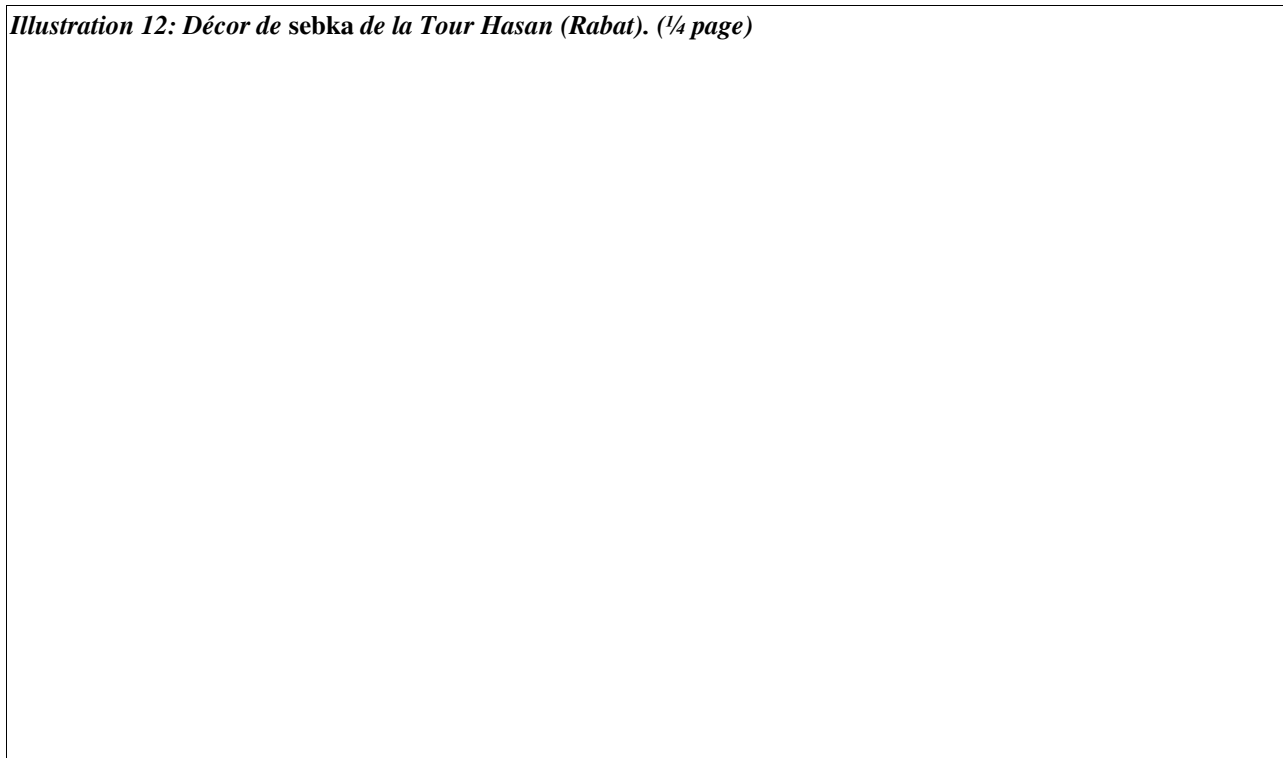 Illustration 12: Décor de sebka de la Tour Hasan (Rabat). (¼ page)